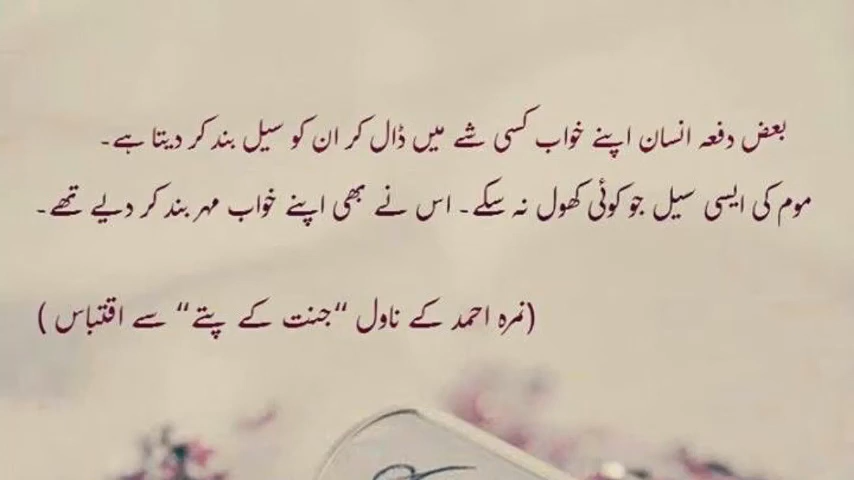 بعض دفعہ انسان اپنے خواب کسی شے میں ڈال کر ان کو سیل بند کر دیتا ہے۔
موم کی ایسی سیل جو کوئی کھول نہ سکے۔ اس نے بھی اپنے خواب مہر بند کر دیے تھے۔
(نمرہ احمد کے ناول “جنت کے پتے” سے اقتباس )